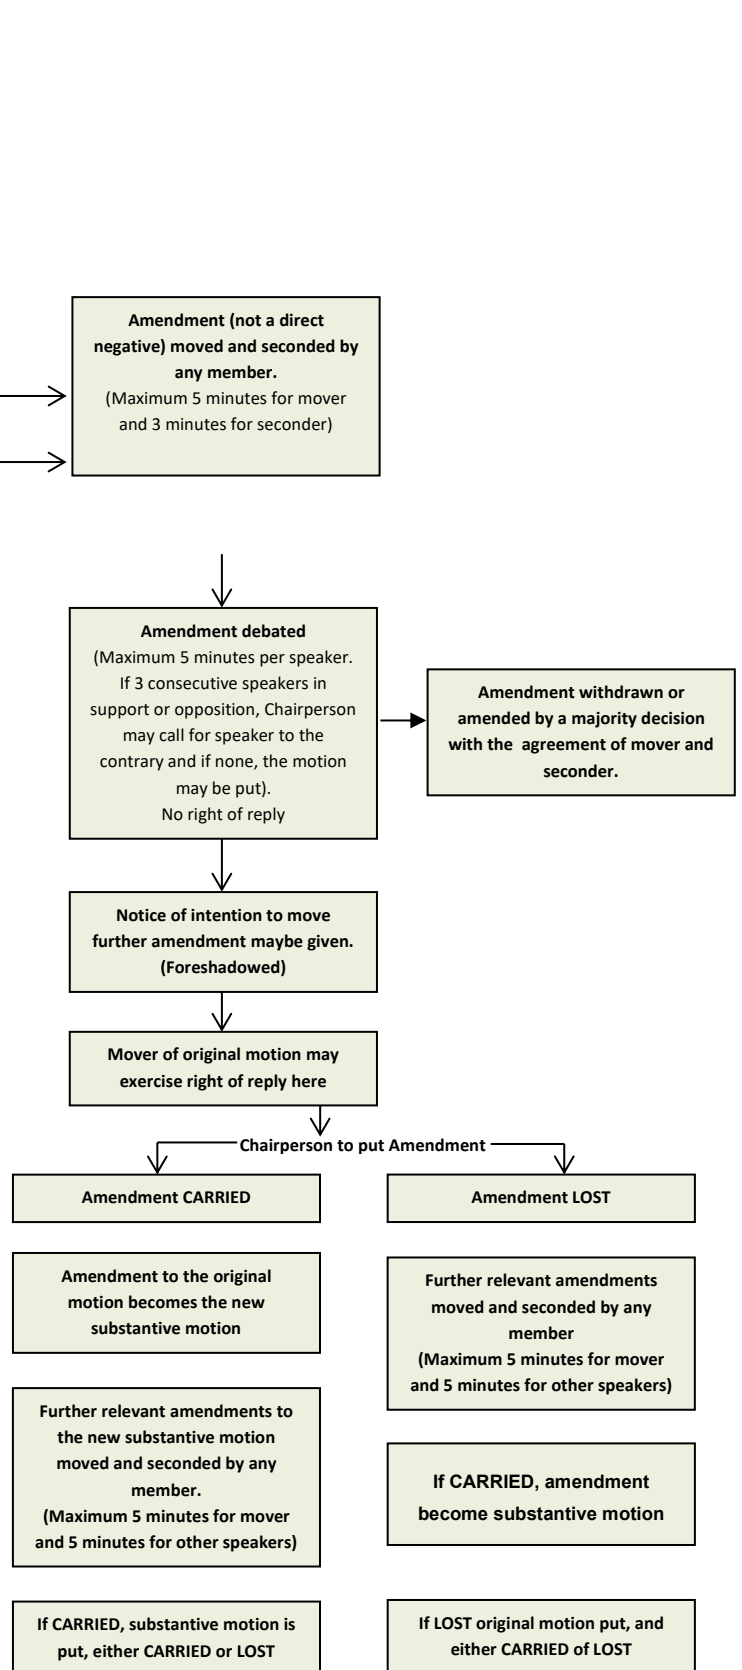 Amendment (not a direct
negative) moved and seconded by
any member.
(Maximum 5 minutes for mover
and 3 minutes for seconder)
Amendment debated
(Maximum 5 minutes per speaker.
If 3 consecutive speakers in
support or opposition, Chairperson
may call for speaker to the
contrary and if none, the motion
may be put).
No right of reply
Amendment withdrawn or
amended by a majority decision
with the agreement of mover and
seconder.
Notice of intention to move
further amendment maybe given.
(Foreshadowed)
Mover of original motion may
exercise right of reply here
Chairperson to put Amendment
Amendment CARRIED
Amendment to the original
motion becomes the new
substantive motion
Further relevant amendments to
the new substantive motion
moved and seconded by any
member.
(Maximum 5 minutes for mover
and 5 minutes for other speakers)
If CARRIED, substantive motion is
put, either CARRIED or LOST
Amendment LOST
Further relevant amendments
moved and seconded by any
member
(Maximum 5 minutes for mover
and 5 minutes for other speakers)
If CARRIED, amendment
become substantive motion
If LOST original motion put, and
either CARRIED of LOST